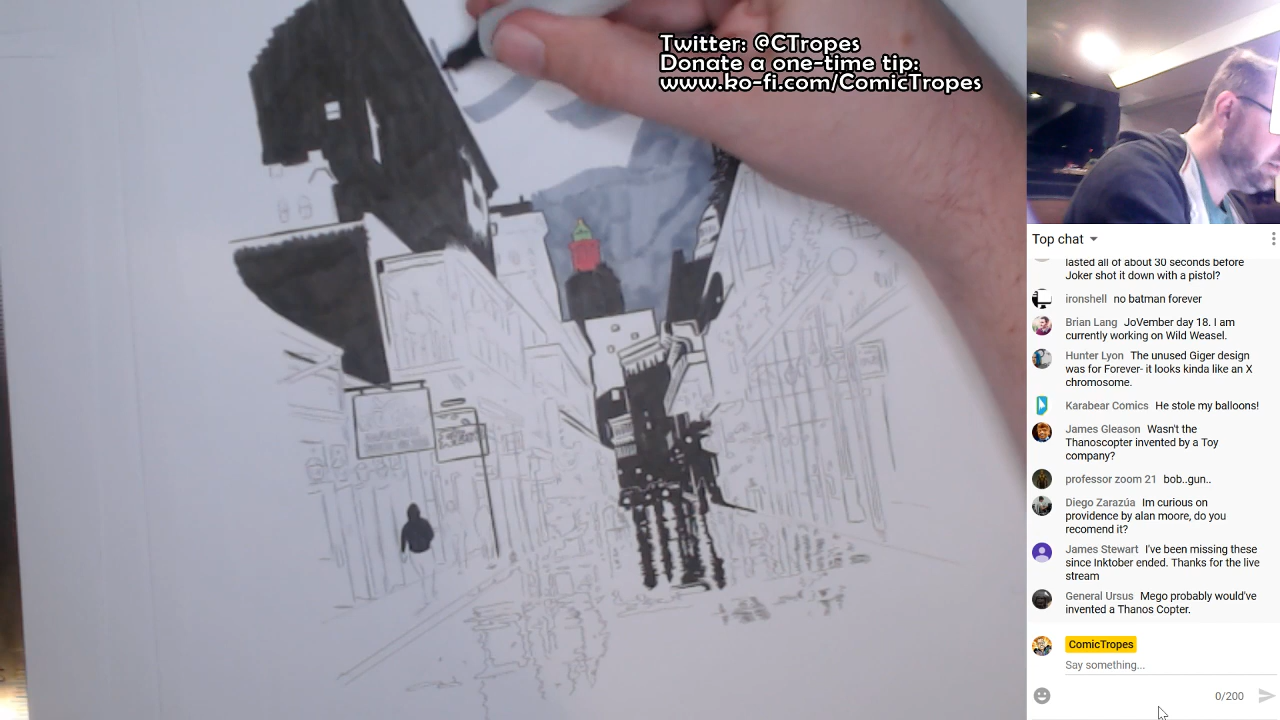 Twitter: @CTropes
Donate a one-time tip:
www.ko-fi.com/ComicTropes
Top chat
lasted all of about 30 seconds before
Joker shot it down with a pistol?
ironshell no batman forever
Brian Lang JoVember day 18. I am
currently working on Wild Weasel.
Hunter Lyon The unused Giger design
was for Forever- it looks kinda like an X
chromosome.
Karabear Comics He stole my balloons!
James Gleason Wasn't the
Thanoscopter invented by a Toy
company?
professor zoom 21 bob..gun..
Diego Zarazúa Im curious on
providence by alan moore, do you
recomend it?
James Stewart I've been missing these
since Inktober ended. Thanks for the live
stream
General Ursus Mego probably would've
invented a Thanos Copter.
ComicTropes
Say something...
0/200